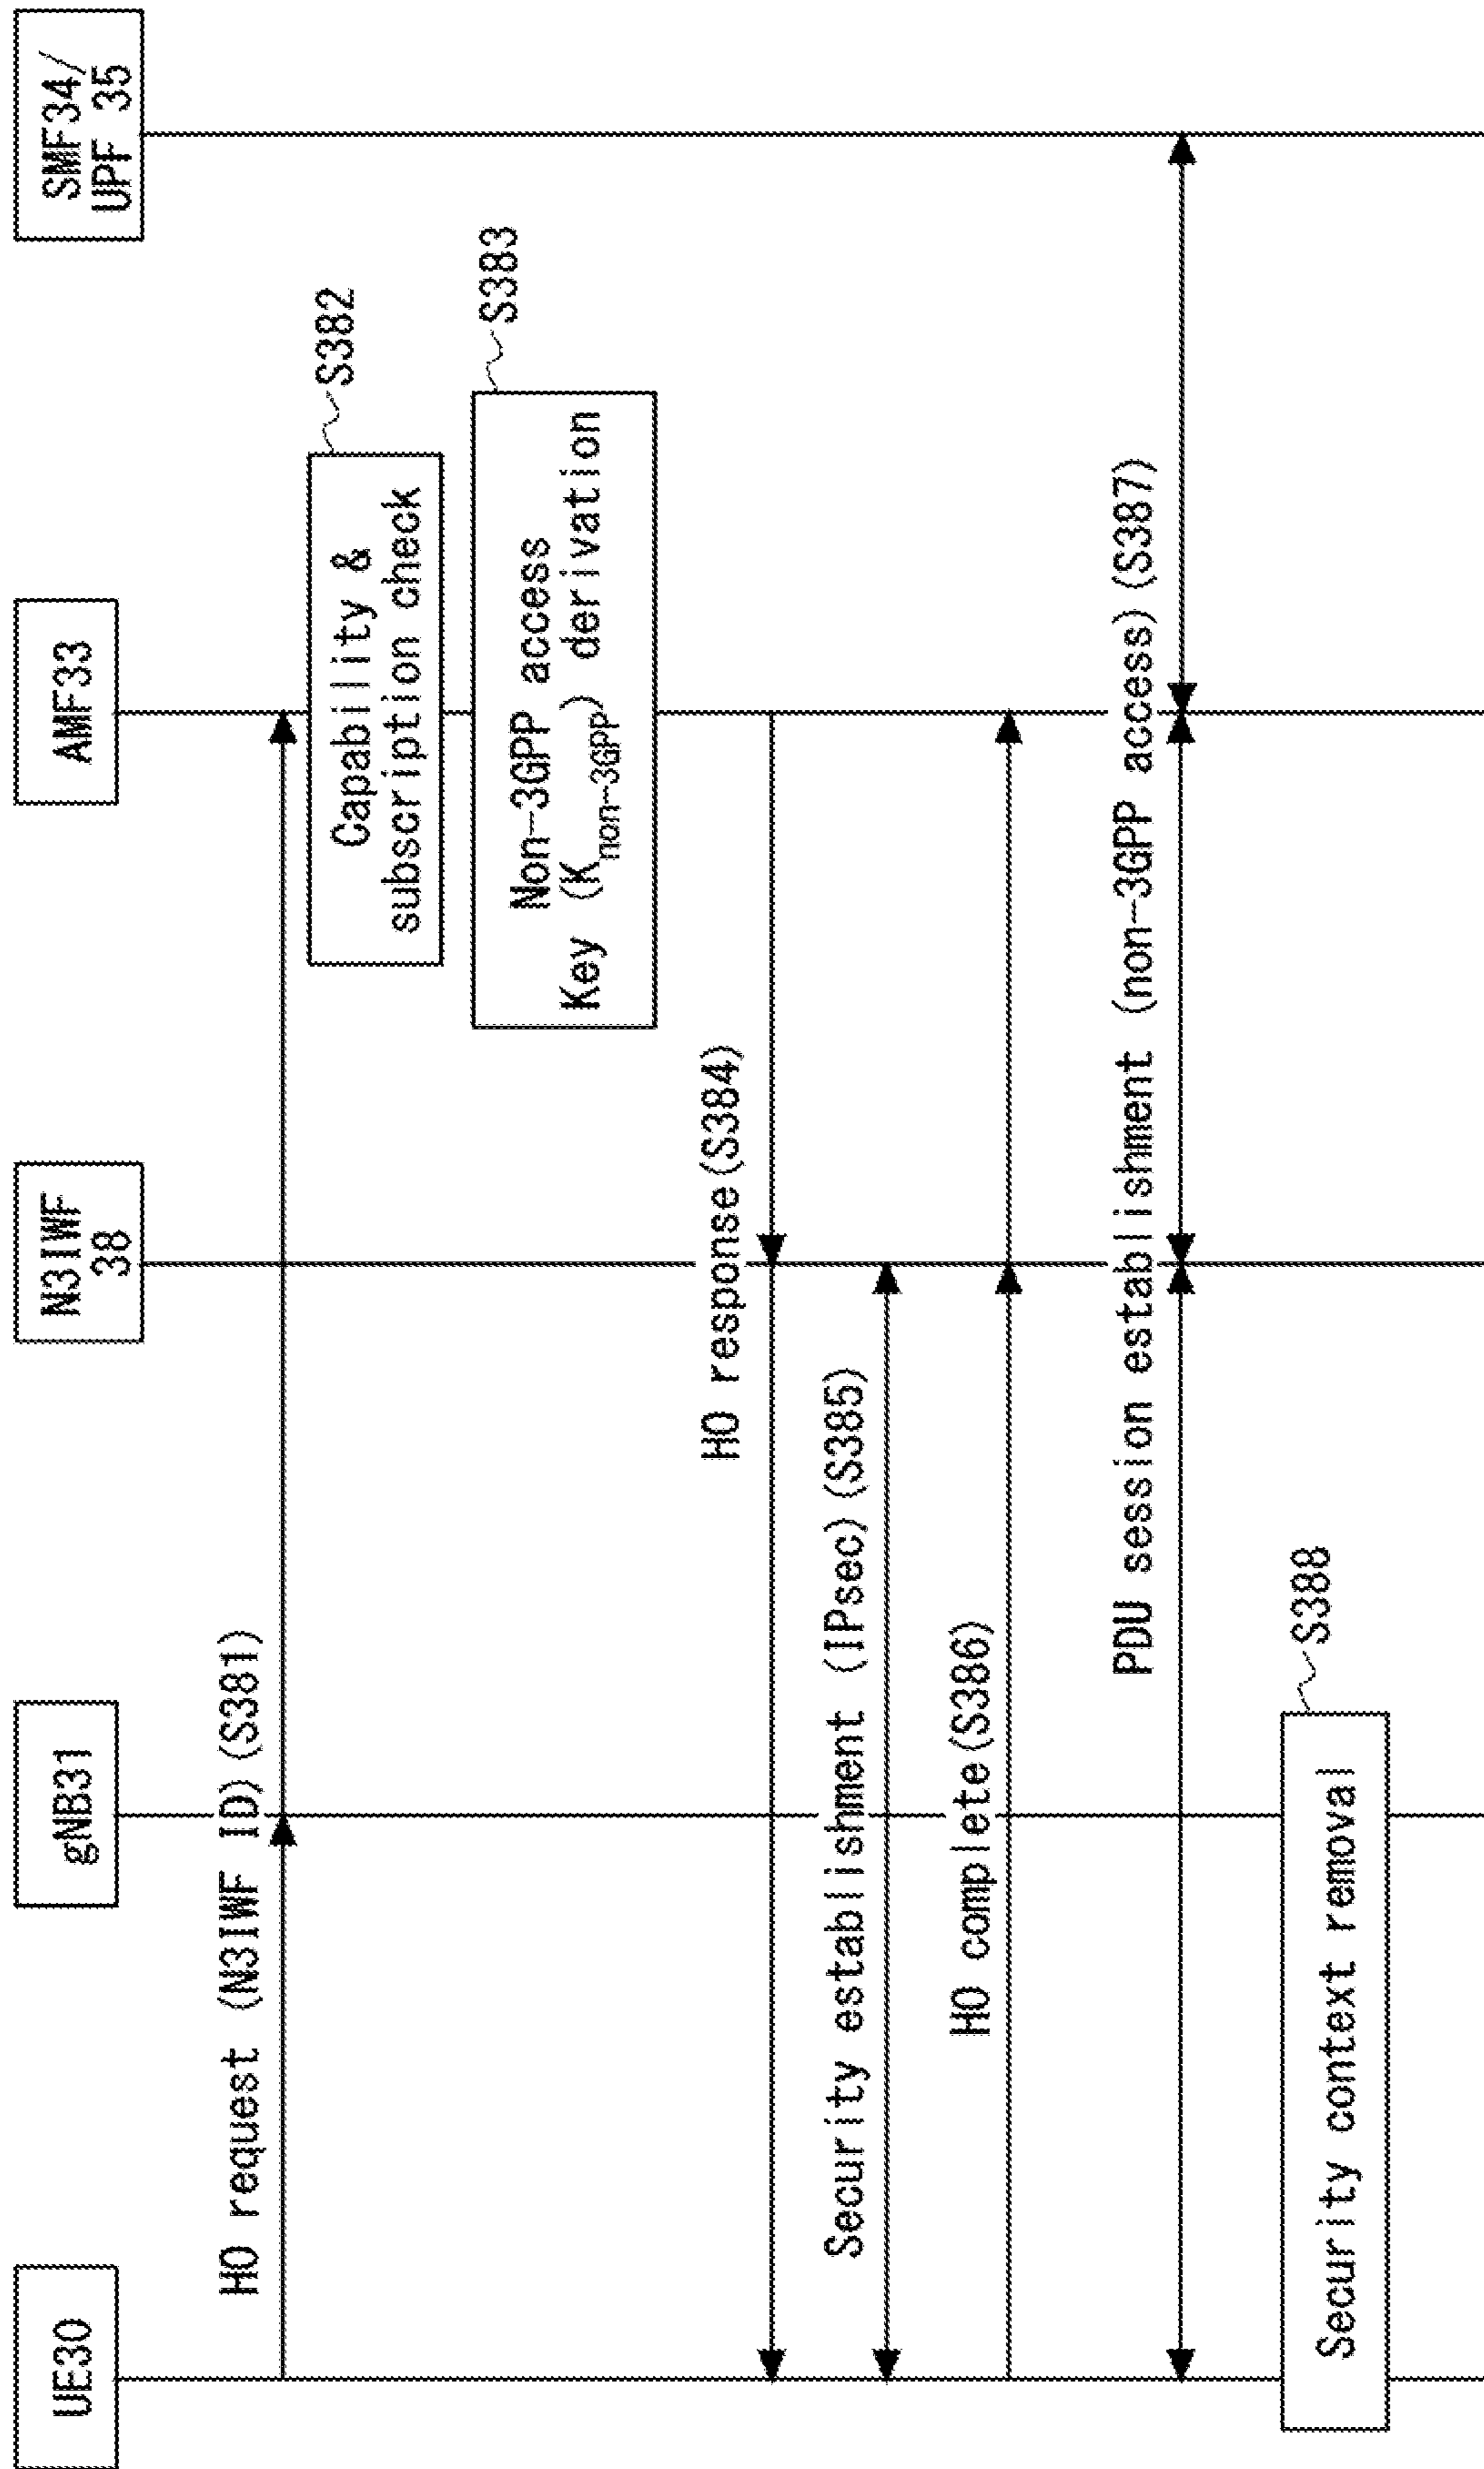 UE30
gNB31
N3IWF
38
AMF33
SMF34/
UPF 35
HO request (N3IWF ID)(S381)
Capability &
subscription check
S382
Non-3GPP access
Key (Knon-3GPP) derivation
S383
HO response(S384)
Security establishment (IPsec)(S385)
HO complete(S386)
PDU session establishment (non-3GPP access)(S387)
Security context removal
S388